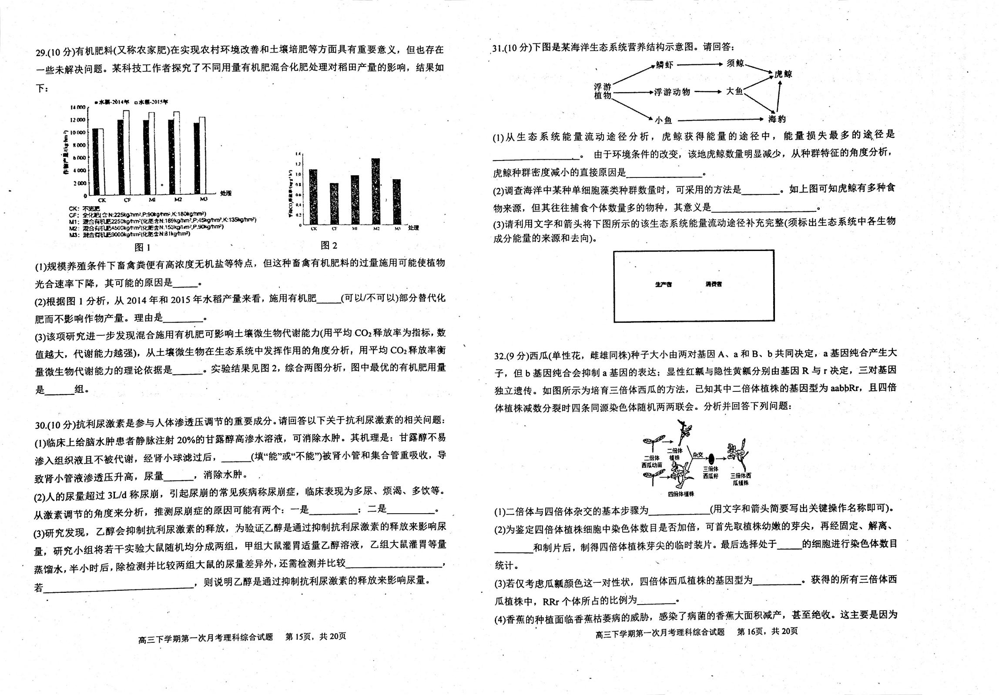 29.(10 分)有机肥料(又称农家肥)在实现农村环境改善和土壤培肥等方面具有重要意义，但也存在
一些未解决问题。某科技工作者探究了不同用量有机肥混合化肥处理对稻田产量的影响，结果如
下：
■水稻-2014年 □水稻-2015年
作物产量/(kg·hm⁻²)
14 000
12 000
10 000
8 000
6 000
4 000
2 000
0
CK CF M1 M2 M3 处理
CK：不施肥
CF：全化肥(含N:225kg/hm²,P:90kg/hm²,K:180kg/hm²)
M1：混合有机肥2250kg/hm²(化肥含N:189kg/hm²,P:45kg/hm²,K:135kg/hm²)
M2：混合有机肥4500kg/hm²(化肥含N:153kg/hm²,P:90kg/hm²)
M3：混合有机肥9000kg/hm²(化肥含N:81kg/hm²)
图 1
1.4
1.2
1.0
0.8
0.6
0.4
0.2
0
CK CF M1 M2 M3 处理
图 2
(1)规模养殖条件下畜禽粪便有高浓度无机盐等特点，但这种畜禽有机肥料的过量施用可能使植物
光合速率下降，其可能的原因是_____。
(2)根据图 1 分析，从 2014 年和 2015 年水稻产量来看，施用有机肥_____(可以/不可以)部分替代化
肥而不影响作物产量。理由是________。
(3)该项研究进一步发现混合施用有机肥可影响土壤微生物代谢能力(用平均 CO₂ 释放率为指标，数
值越大，代谢能力越强)，从土壤微生物在生态系统中发挥作用的角度分析，用平均 CO₂ 释放率衡
量微生物代谢能力的理论依据是______。实验结果见图 2，综合两图分析，图中最优的有机肥用量
是______组。
30.(10 分)抗利尿激素是参与人体渗透压调节的重要成分。请回答以下关于抗利尿激素的相关问题：
(1)临床上给脑水肿患者静脉注射 20%的甘露醇高渗水溶液，可消除水肿。其机理是：甘露醇不易
渗入组织液且不被代谢，经肾小球滤过后，______(填“能”或“不能”)被肾小管和集合管重吸收，导
致肾小管液渗透压升高，尿量______，消除水肿。
(2)人的尿量超过 3L/d 称尿崩，引起尿崩的常见疾病称尿崩症，临床表现为多尿、烦渴、多饮等。
从激素调节的角度来分析，推测尿崩症的原因可能有两个：一是__________；二是__________。
(3)研究发现，乙醇会抑制抗利尿激素的释放，为验证乙醇是通过抑制抗利尿激素的释放来影响尿
量，研究小组将若干实验大鼠随机均分成两组，甲组大鼠灌胃适量乙醇溶液，乙组大鼠灌胃等量
蒸馏水，半小时后，除检测并比较两组大鼠的尿量差异外，还需检测并比较____________________，
若______________________________，则说明乙醇是通过抑制抗利尿激素的释放来影响尿量。
高三下学期第一次月考理科综合试题 第 15页，共 20页
31.(10 分)下图是某海洋生态系统营养结构示意图。请回答：
鳞虾 须鲸
虎鲸
浮游
植物
浮游动物 大鱼
小鱼 海豹
(1)从生态系统能量流动途径分析，虎鲸获得能量的途径中，能量损失最多的途径是
__________________。 由于环境条件的改变，该地虎鲸数量明显减少，从种群特征的角度分析，
虎鲸种群密度减小的直接原因是________________。
(2)调查海洋中某种单细胞藻类种群数量时，可采用的方法是________。如上图可知虎鲸有多种食
物来源，但其往往捕食个体数量多的物种，其意义是______________________。
(3)请利用文字和箭头将下图所示的该生态系统能量流动途径补充完整(须标出生态系统中各生物
成分能量的来源和去向)。
生产者 消费者
32.(9 分)西瓜(单性花，雌雄同株)种子大小由两对基因 A、a 和 B、b 共同决定，a 基因纯合产生大
子，但 b 基因纯合会抑制 a 基因的表达；显性红瓤与隐性黄瓤分别由基因 R 与 r 决定，三对基因
独立遗传。如图所示为培育三倍体西瓜的方法，已知其中二倍体植株的基因型为 aabbRr，且四倍
体植株减数分裂时四条同源染色体随机两两联会。分析并回答下列问题：
二倍体
西瓜幼苗
二倍体
植株
杂交
三倍体
西瓜籽
三倍体西
瓜植株
四倍体植株
(1)二倍体与四倍体杂交的基本步骤为_____________(用文字和箭头简要写出关键操作名称即可)。
(2)为鉴定四倍体植株细胞中染色体数目是否加倍，可首先取植株幼嫩的芽尖，再经固定、解离、
________和制片后，制得四倍体植株芽尖的临时装片。最后选择处于_____的细胞进行染色体数目
统计。
(3)若仅考虑瓜瓤颜色这一对性状，四倍体西瓜植株的基因型为__________。获得的所有三倍体西
瓜植株中，RRr 个体所占的比例为________。
(4)香蕉的种植面临香蕉枯萎病的威胁，感染了病菌的香蕉大面积减产，甚至绝收。这主要是因为
高三下学期第一次月考理科综合试题 第 16页，共 20页